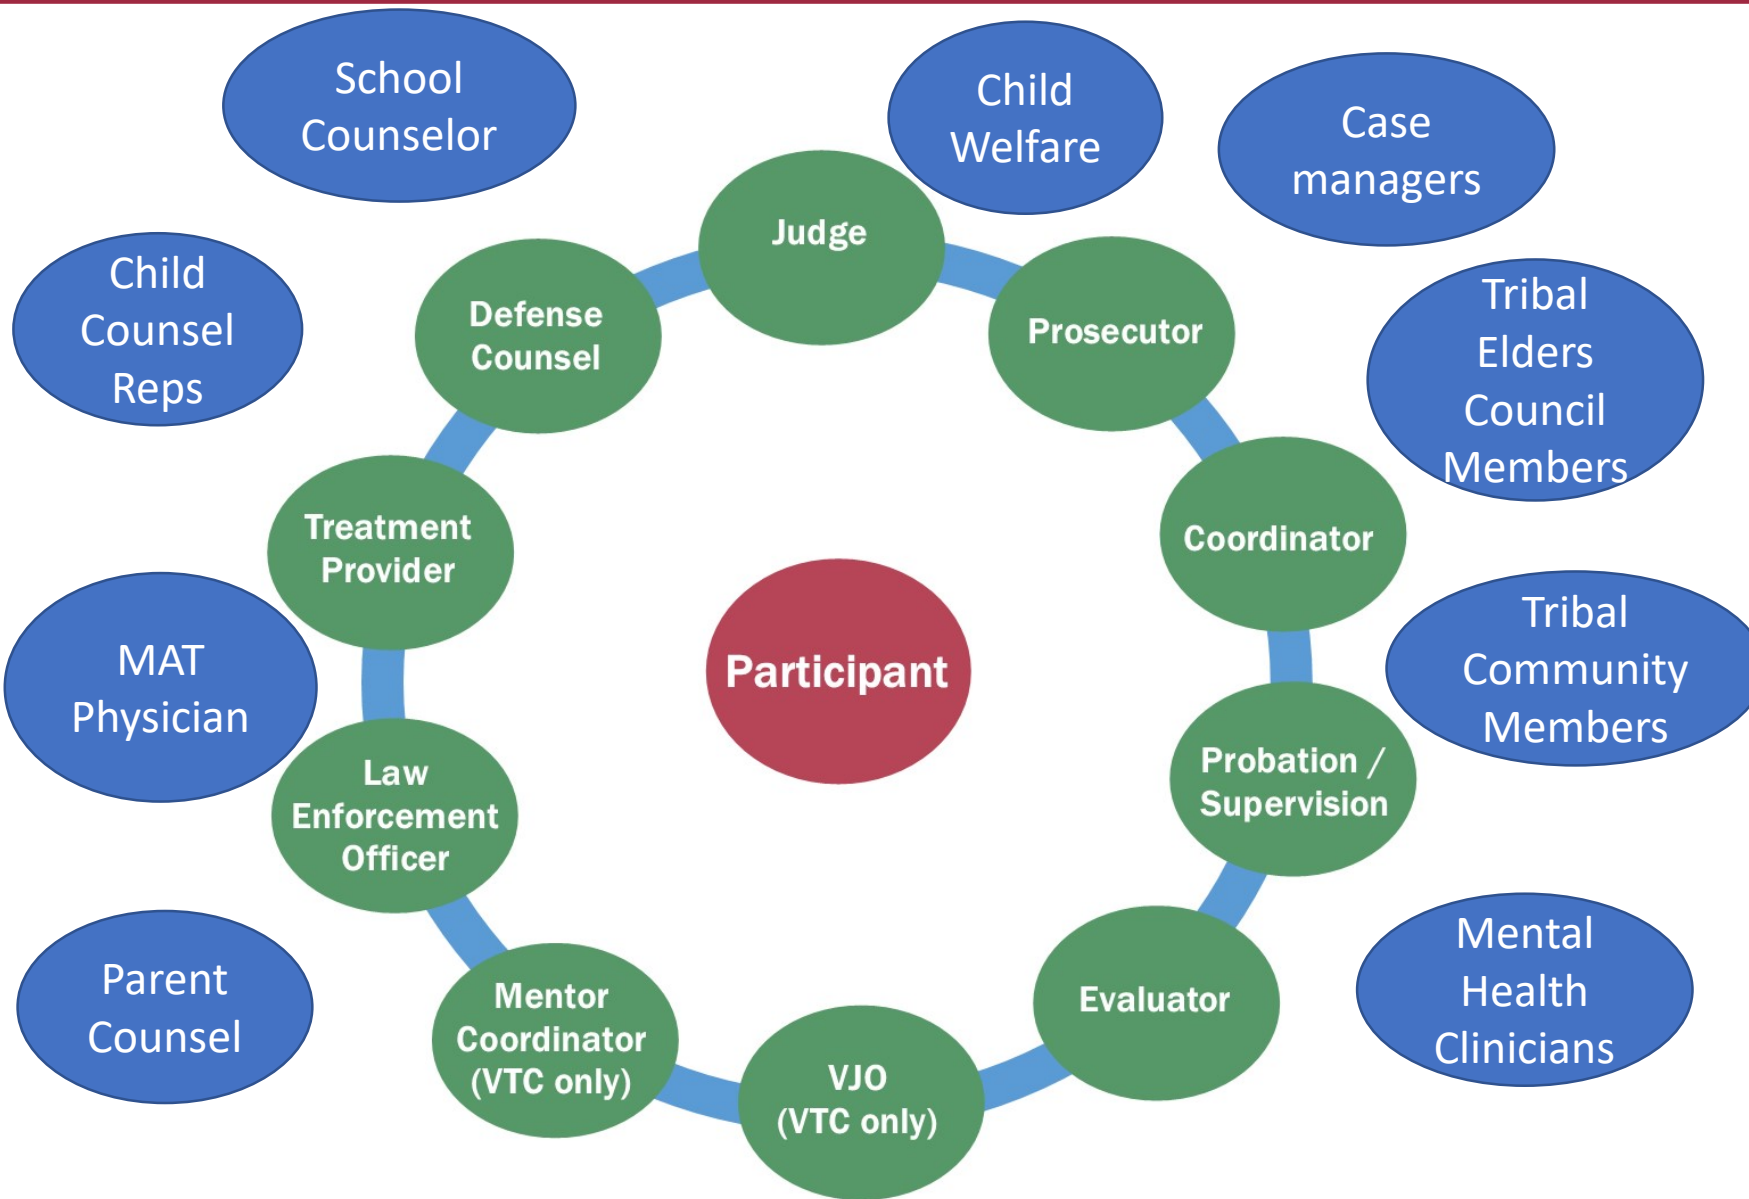 School
Counselor
Child
Welfare
Case
managers
Judge
Child
Counsel
Reps
Defense
Counsel
Prosecutor
Tribal
Elders
Council
Members
Treatment
Provider
Coordinator
MAT
Physician
Participant
Tribal
Community
Members
Law
Enforcement
Officer
Probation /
Supervision
Parent
Counsel
Mentor
Coordinator
(VTC only)
VJO
(VTC only)
Evaluator
Mental
Health
Clinicians